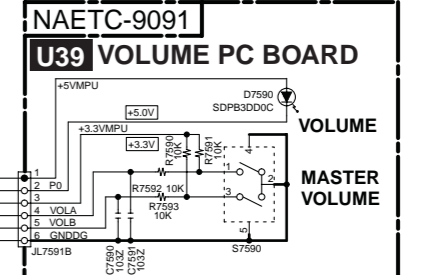 NAETC-9091
U39 VOLUME PC BOARD
+5VMPU
D7590
SDPB3DD0C
+5.0V
VOLUME
+3.3VMPU
+3.3V
R7590
10K
R7591
10K
4
1
1
2 P0
2
MASTER
VOLUME
3
R7592 10K
3
4 VOLA
R7593
10K
5 VOLB
5
6 GNDDG
JL7591B
C7590
103Z
C7591
103Z
S7590